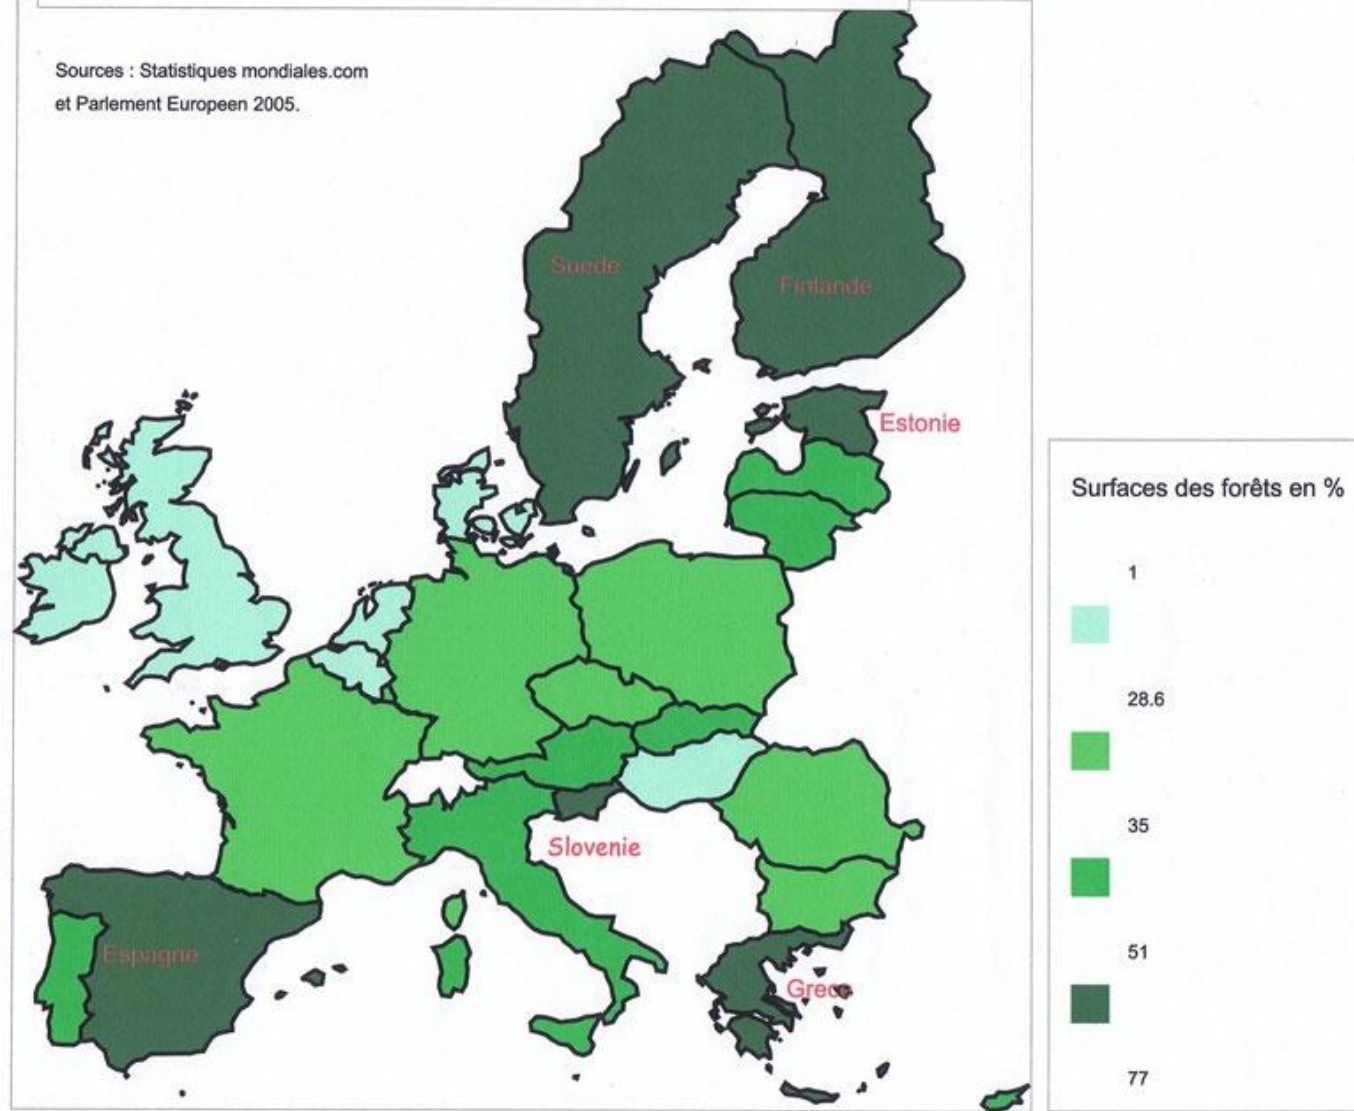 Sources : Statistiques mondiales.com
et Parlement Europeen 2005.
Suede
Finlande
Estonie
Surfaces des forêts en %
1
28.6
35
51
77
Slovenie
Espagne
Grece